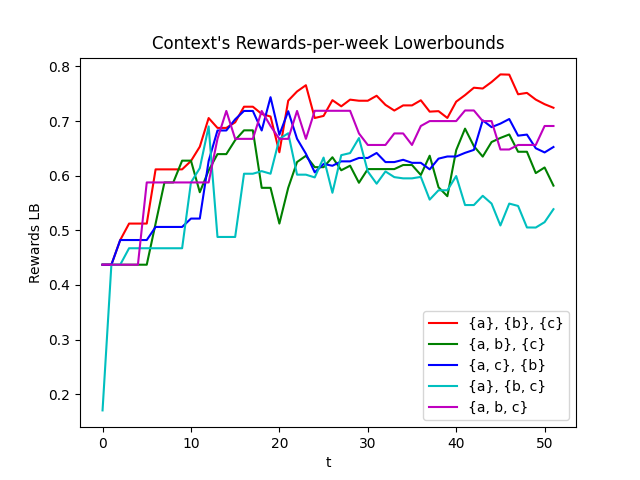 Context's Rewards-per-week Lowerbounds
0.8
0.7
0.6
0.5
0.4
0.3
0.2
Rewards LB
0 10 20 30 40 50
t
{a}, {b}, {c}
{a, b}, {c}
{a, c}, {b}
{a}, {b, c}
{a, b, c}